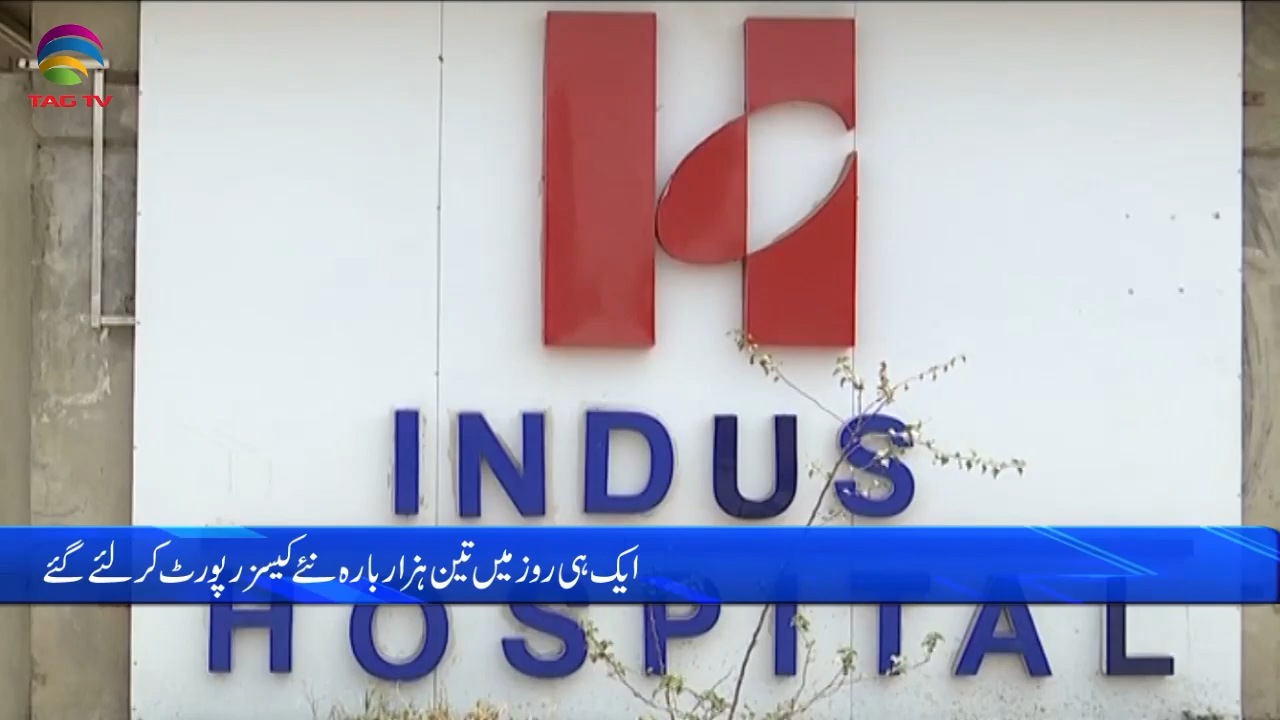 TAG TV
INDUS
ایک ہی روز میں تین ہزار بارہ نئے کیسز رپورٹ کر لئے گئے
HOSPITAL